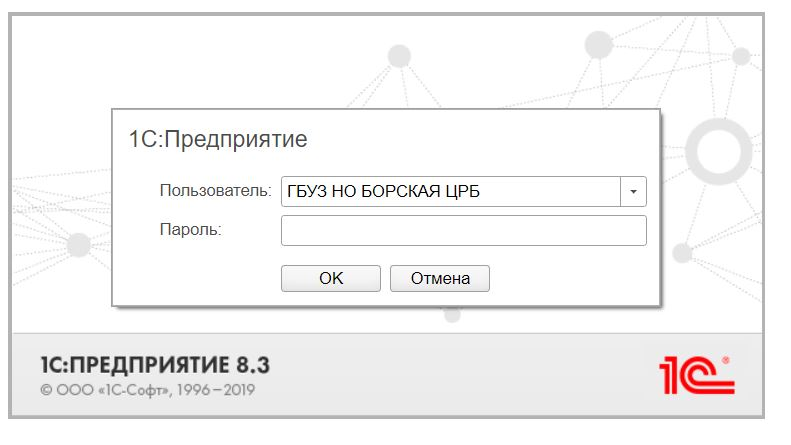 1С:Предприятие
Пользователь: ГБУЗ НО БОРСКАЯ ЦРБ
Пароль:
OK Отмена
1С:ПРЕДПРИЯТИЕ 8.3
© ООО «1С-Софт», 1996–2019
1С®